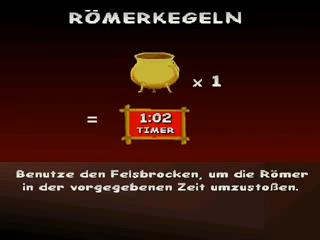 RÖMERKEGELN
x 1
= 1:02
TIMER
Benutze den Felsbrocken, um die Römer
in der vorgegebenen Zeit umzustoßen.